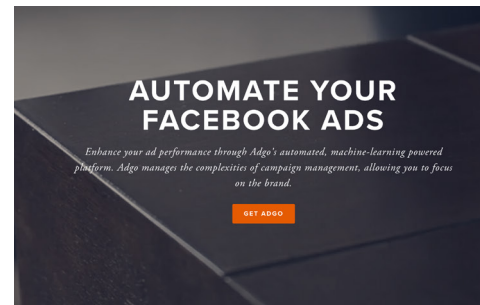 AUTOMATE YOUR
FACEBOOK ADS
Enhance your ad performance through Adgo's automated, machine-learning powered
platform. Adgo manages the complexities of campaign management, allowing you to focus
on the brand.
GET ADGO